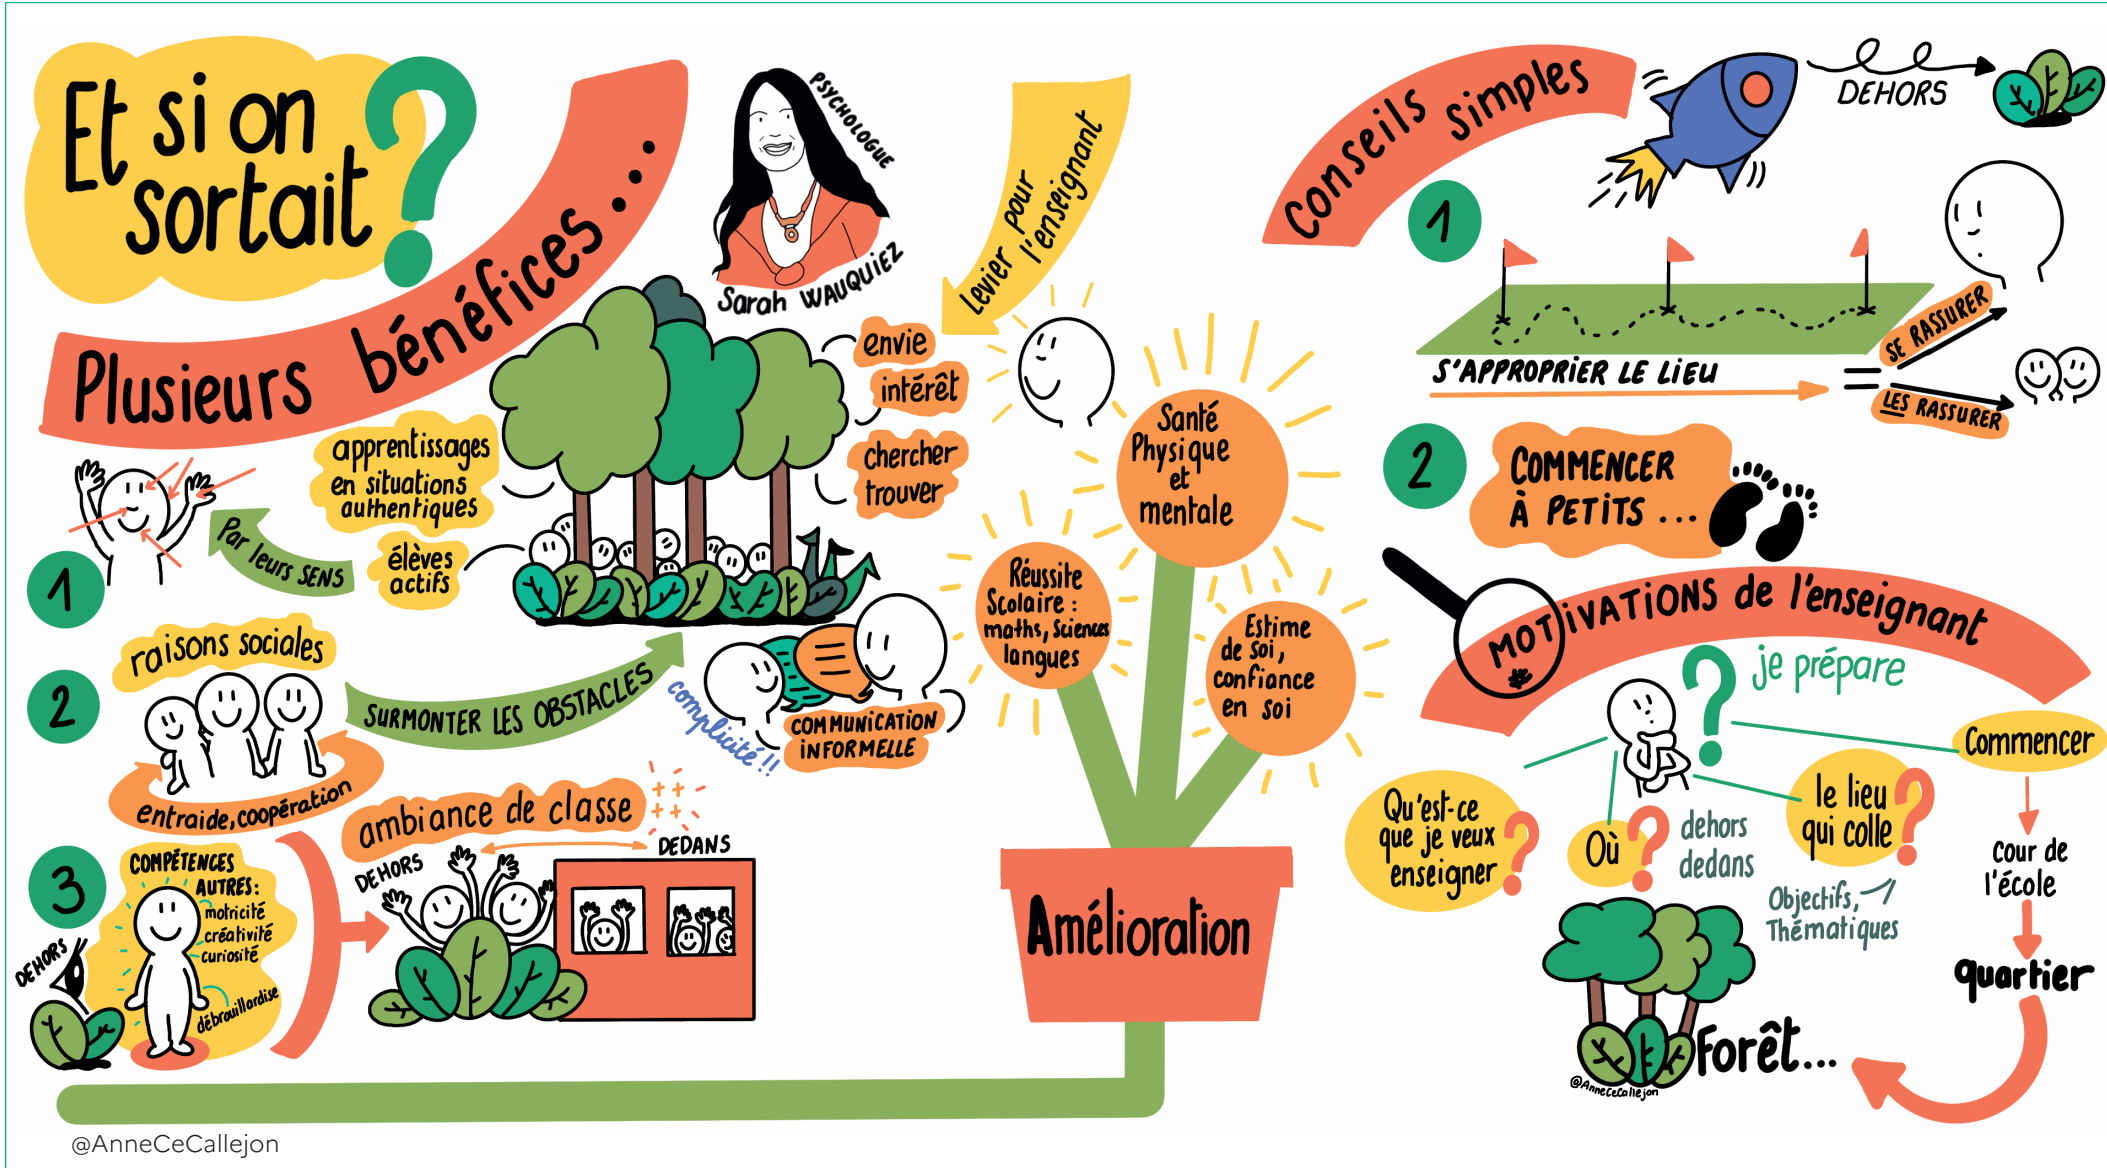 Et si on
sortait ?
Plusieurs bénéfices...
PSYCHOLOGUE
Sarah WAUQUIEZ
Levier pour
l'enseignant
envie
intérêt
chercher
trouver
apprentissages
en situations
authentiques
élèves
actifs
Par leurs SENS
1
2
raisons sociales
entraide, coopération
SURMONTER LES OBSTACLES
complicité !!
COMMUNICATION
INFORMELLE
3
DEHORS
COMPÉTENCES
AUTRES :
motricité
créativité
curiosité
débrouillardise
ambiance de classe
DEHORS
DEDANS
Santé
Physique
et
mentale
Réussite
Scolaire :
maths, Sciences
langues
Estime
de soi,
confiance
en soi
Amélioration
@AnneCeCallejon
Conseils simples
DEHORS
1
S'APPROPRIER LE LIEU
=
SE RASSURER
LES RASSURER
2
COMMENCER
À PETITS ...
MOTIVATIONS de l'enseignant
? je prépare
Qu'est-ce
que je veux
enseigner ?
Où ?
dehors
dedans
le lieu
qui colle ?
Objectifs,
Thématiques
Commencer
cour de
l'école
quartier
Forêt...
@AnneCeCallejon